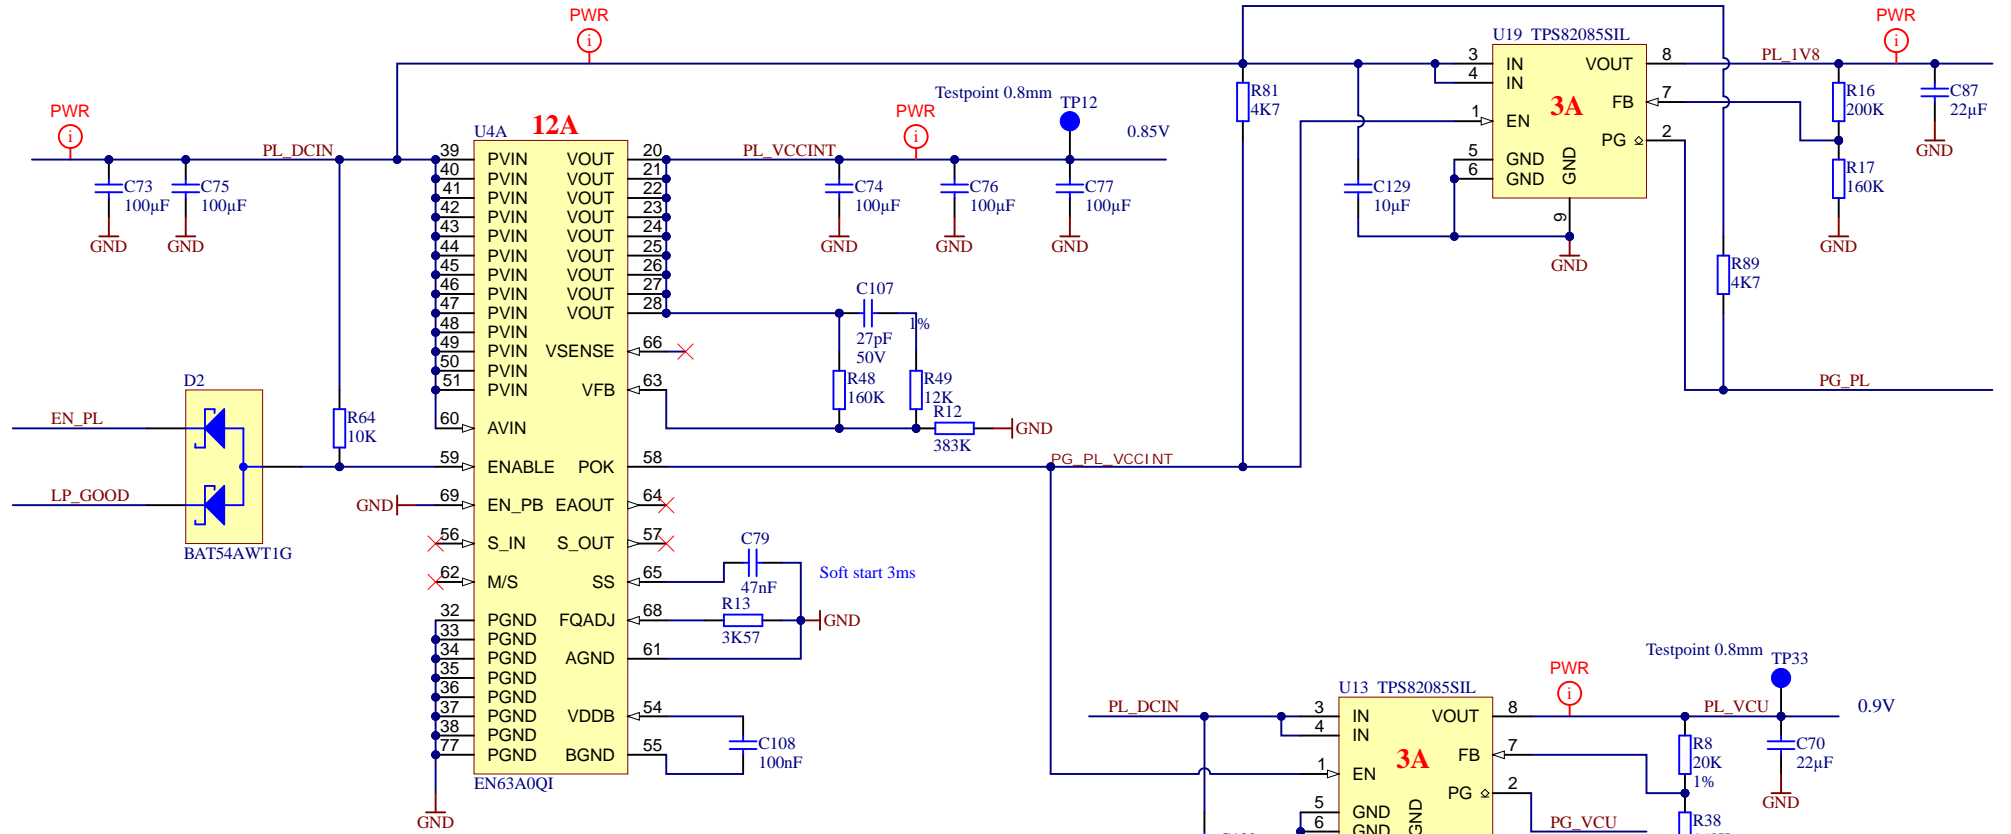 PWR
i
PWR
i
PL_DCIN
C73
100µF
GND
C75
100µF
GND
R64
10K
D2
EN_PL
LP_GOOD
BAT54AWT1G
U4A
12A
39 PVIN VOUT 20
40 PVIN VOUT 21
41 PVIN VOUT 22
42 PVIN VOUT 23
43 PVIN VOUT 24
44 PVIN VOUT 25
45 PVIN VOUT 26
46 PVIN VOUT 27
47 PVIN VOUT 28
48 PVIN
49 PVIN VSENSE 66
50 PVIN
51 PVIN VFB 63
60 AVIN
59 ENABLE POK 58
GND 69 EN_PB EAOUT 64
56 S_IN S_OUT 57
62 M/S SS 65
32 PGND FQADJ 68
33 PGND
34 PGND AGND 61
35 PGND
36 PGND
37 PGND VDDB 54
38 PGND
77 PGND BGND 55
EN63A0QI
GND
PL_VCCINT
PWR
i
Testpoint 0.8mm
TP12
0.85V
C74
100µF
GND
C76
100µF
GND
C77
100µF
GND
C107
27pF
50V
1%
R48
160K
R49
12K
R12
383K
GND
PG_PL_VCCINT
C79
47nF
Soft start 3ms
R13
3K57
GND
C108
100nF
R81
4K7
C129
10µF
U19 TPS82085SIL
3A
3 IN VOUT 8
4 IN
FB 7
1 EN
PG 2
5 GND
6 GND
GND
9
GND
PL_1V8
PWR
i
R16
200K
C87
22µF
GND
R17
160K
GND
R89
4K7
PG_PL
PL_DCIN
U13 TPS82085SIL
3A
3 IN VOUT 8
4 IN
FB 7
1 EN
PG 2
5 GND
6 GND
GND
PWR
i
Testpoint 0.8mm
TP33
PL_VCU
0.9V
R8
20K
1%
C70
22µF
GND
PG_VCU
R38